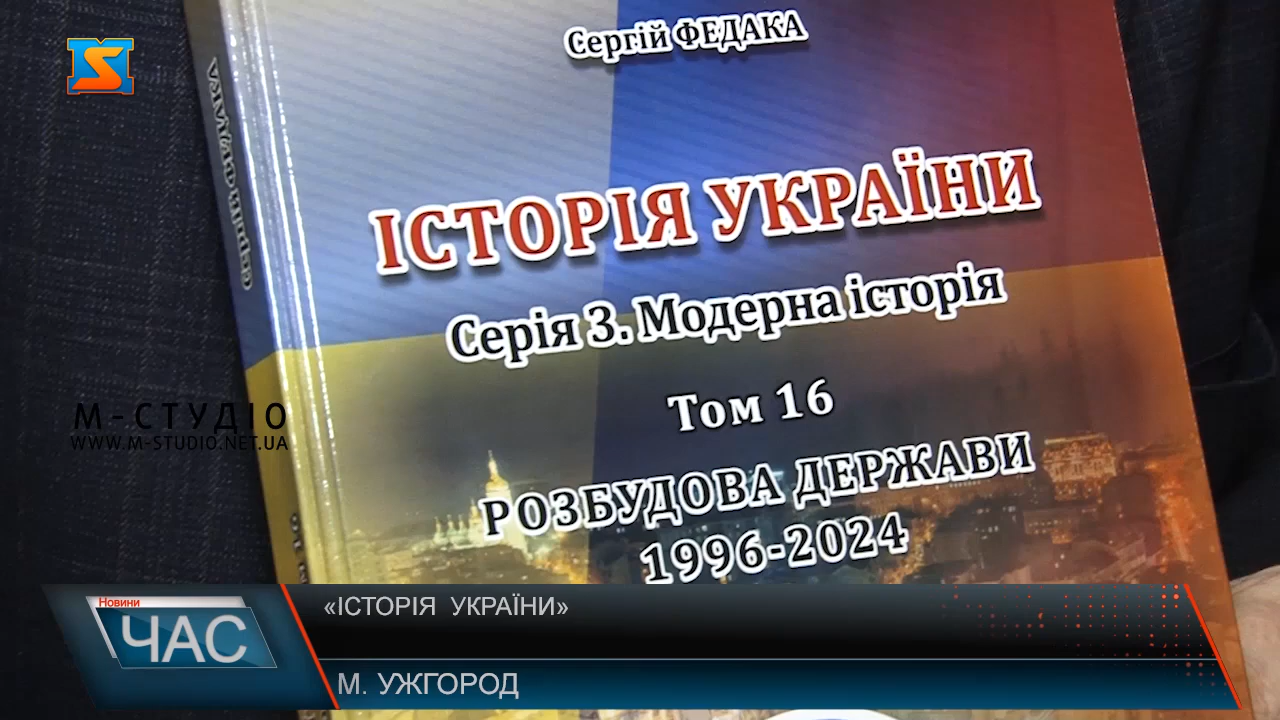 Сергій ФЕДАКА
ІСТОРІЯ УКРАЇНИ
Серія 3. Модерна історія
Том 16
РОЗБУДОВА ДЕРЖАВИ
1996-2024
М-СТУДІО
WWW.M-STUDIO.NET.UA
Новини
ЧАС
«ІСТОРІЯ УКРАЇНИ»
М. УЖГОРОД